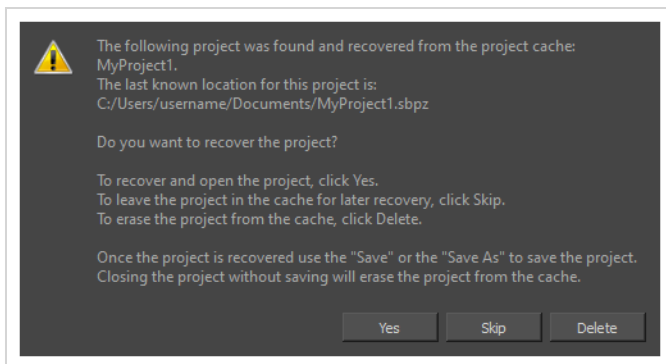 The following project was found and recovered from the project cache:
MyProject1.
The last known location for this project is:
C:/Users/username/Documents/MyProject1.sbpz
Do you want to recover the project?
To recover and open the project, click Yes.
To leave the project in the cache for later recovery, click Skip.
To erase the project from the cache, click Delete.
Once the project is recovered use the "Save" or the "Save As" to save the project.
Closing the project without saving will erase the project from the cache.
Yes Skip Delete